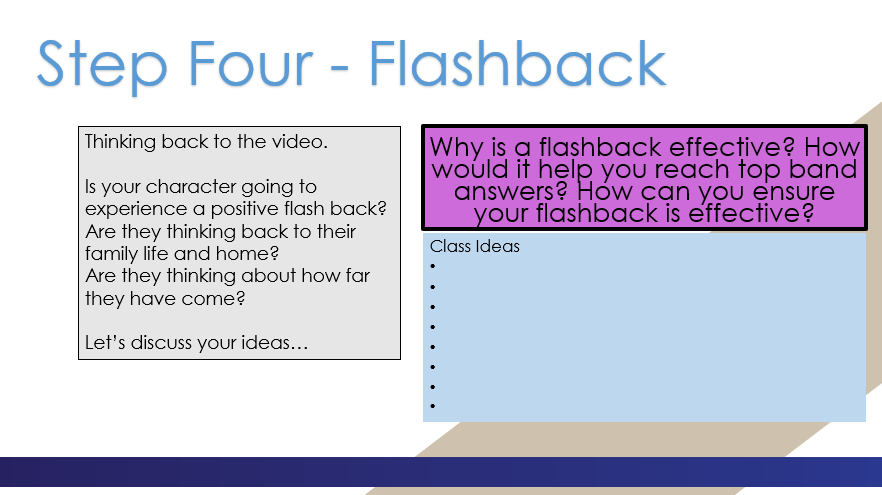 Step Four - Flashback
Thinking back to the video.
Is your character going to
experience a positive flash back?
Are they thinking back to their
family life and home?
Are they thinking about how far
they have come?
Let's discuss your ideas…
Why is a flashback effective? How
would it help you reach top band
answers? How can you ensure
your flashback is effective?
Class Ideas
•
•
•
•
•
•
•
•